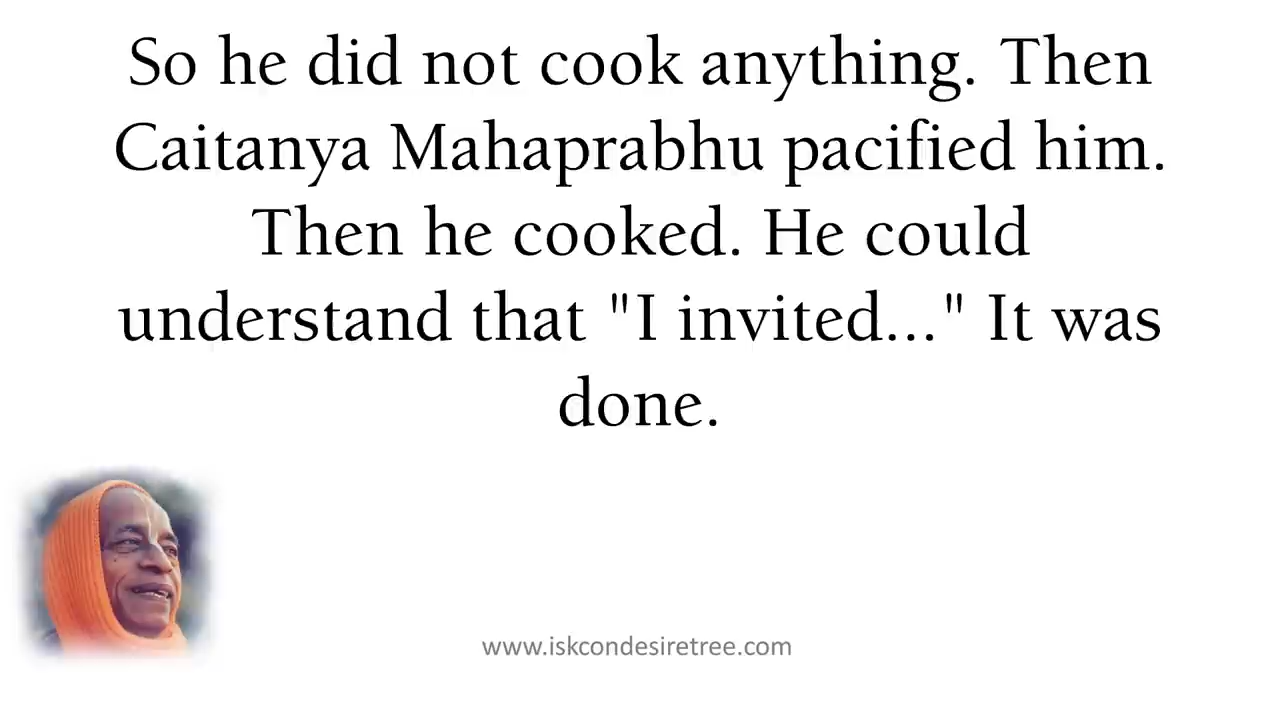 So he did not cook anything. Then
Caitanya Mahaprabhu pacified him.
Then he cooked. He could
understand that "I invited..." It was
done.
www.iskcondesiretree.com